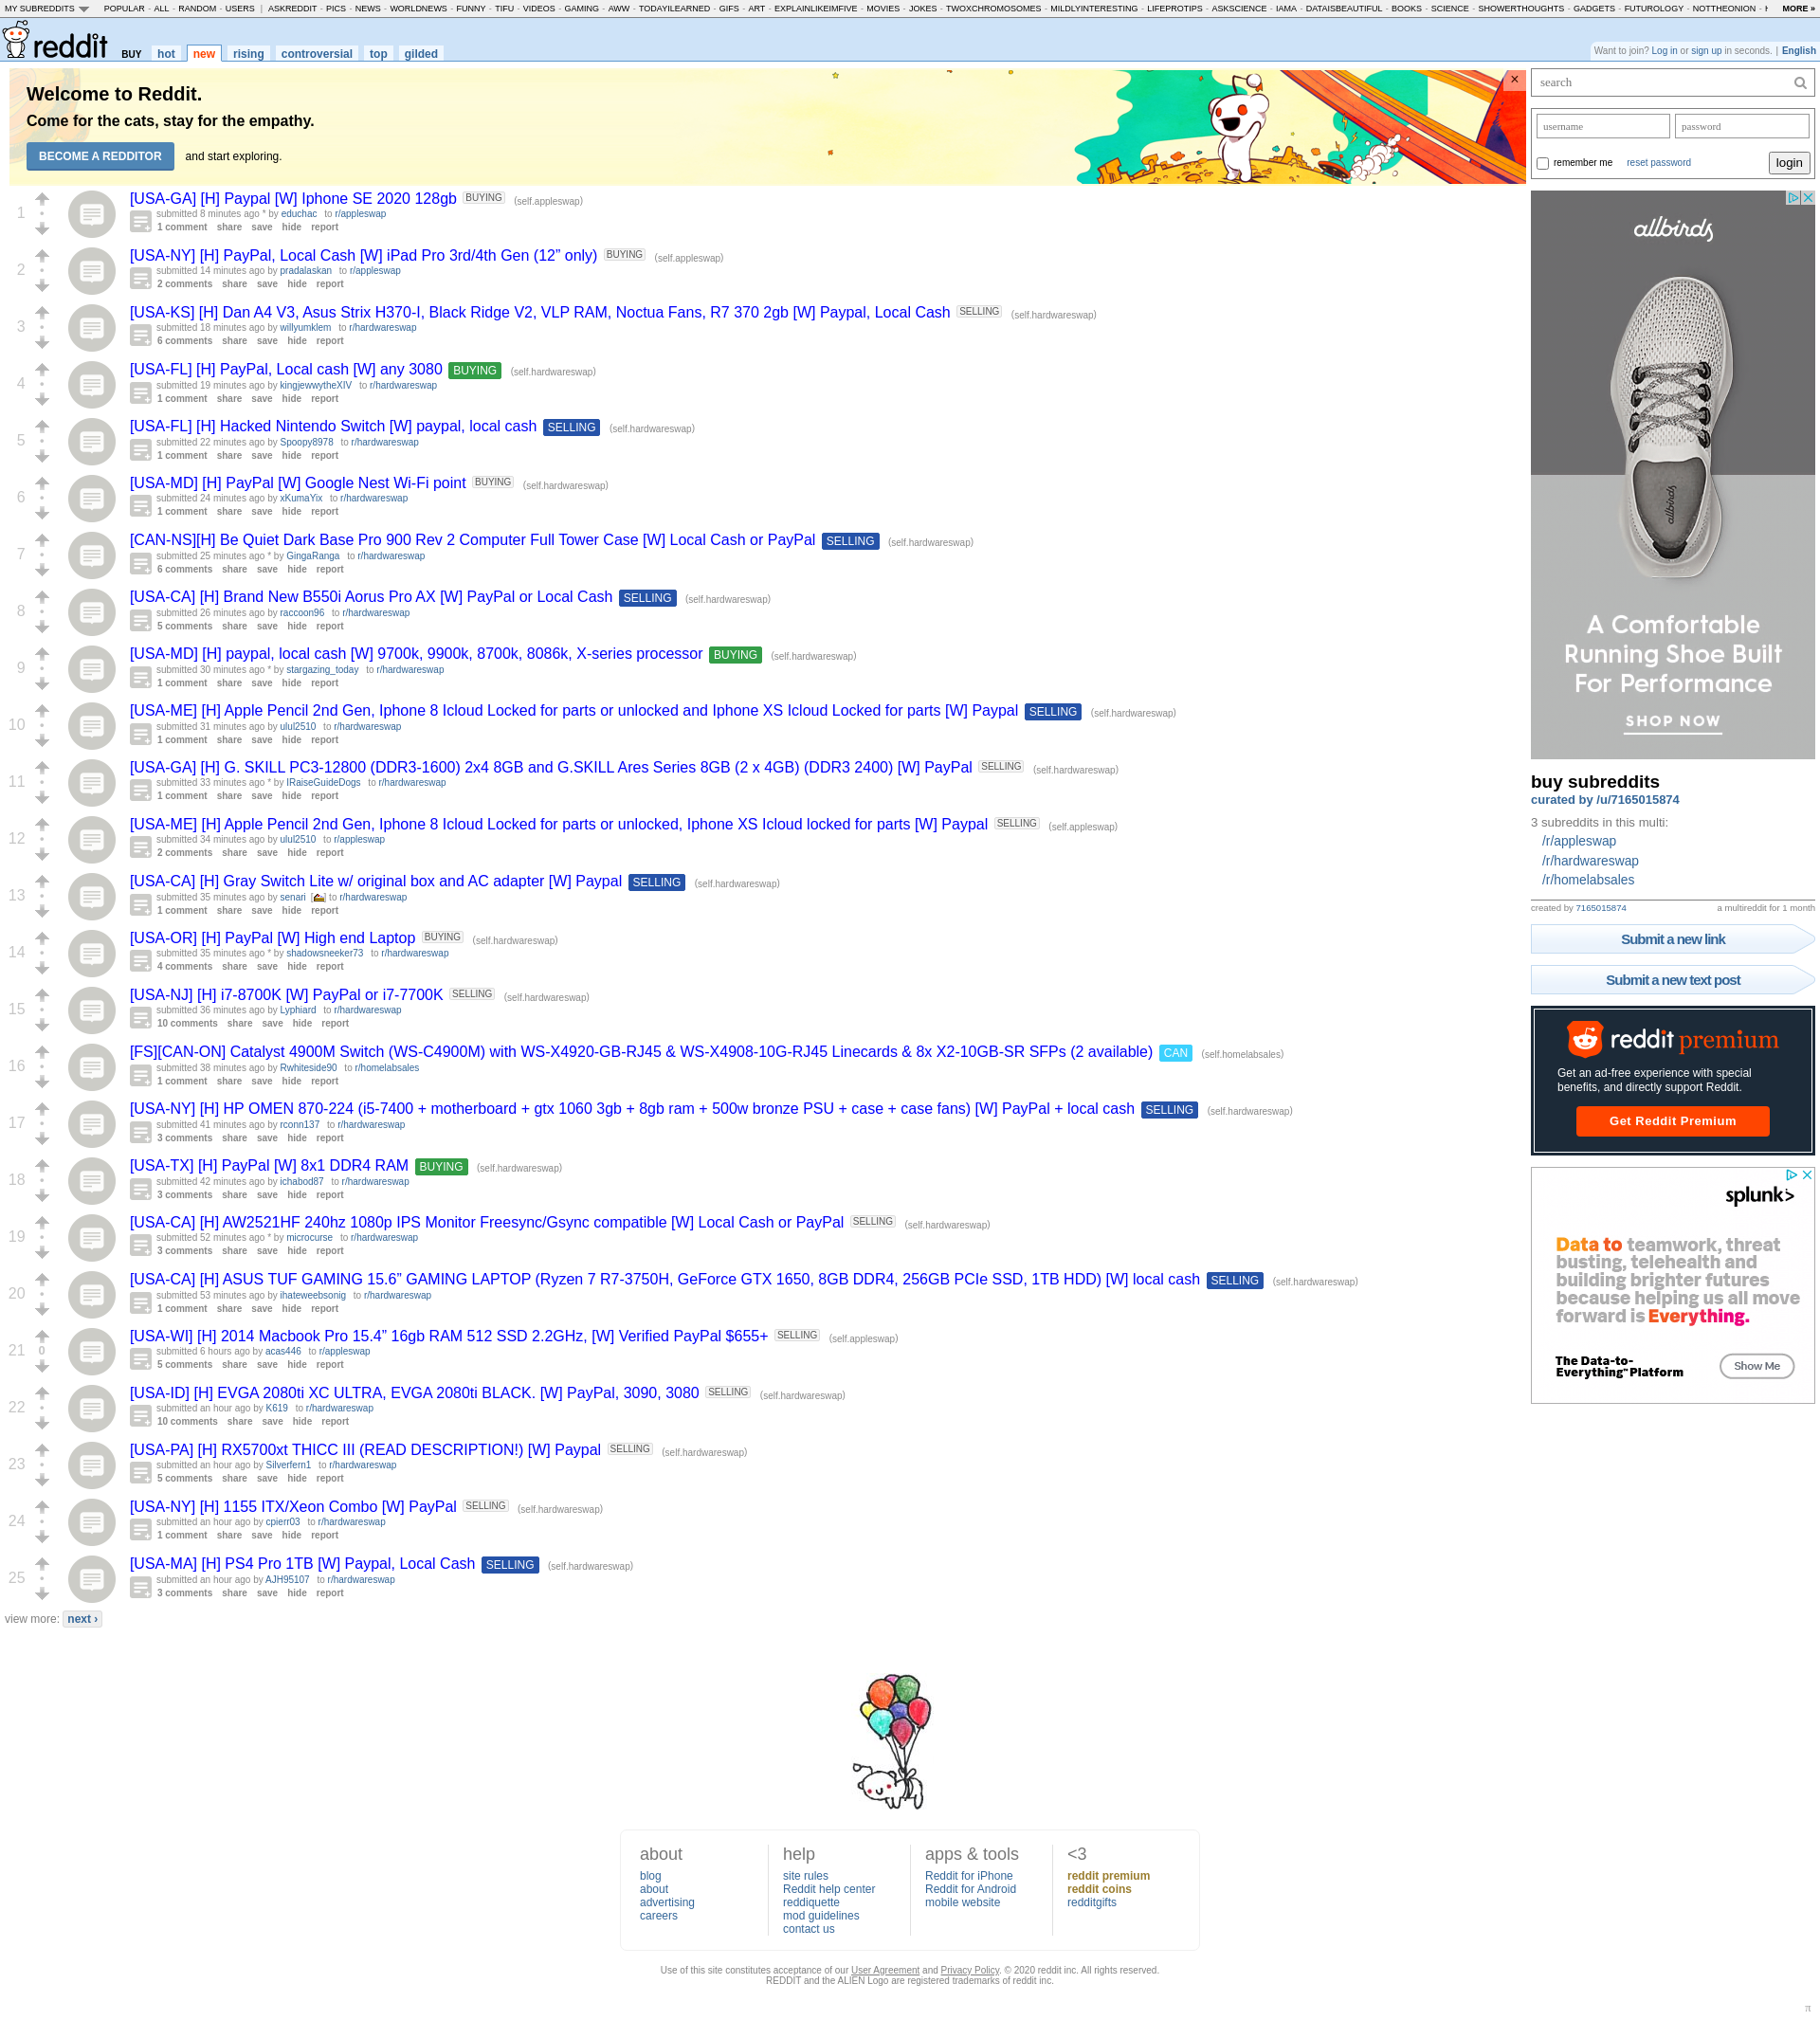 MY SUBREDDITS POPULAR - ALL - RANDOM - USERS | ASKREDDIT - PICS - NEWS - WORLDNEWS - FUNNY - TIFU - VIDEOS - GAMING - AWW - TODAYILEARNED - GIFS - ART - EXPLAINLIKEIMFIVE - MOVIES - JOKES - TWOXCHROMOSOMES - MILDLYINTERESTING - LIFEPROTIPS - ASKSCIENCE - IAMA - DATAISBEAUTIFUL - BOOKS - SCIENCE - SHOWERTHOUGHTS - GADGETS - FUTUROLOGY - NOTTHEONION - MORE »
reddit BUY hot new rising controversial top gilded
Want to join? Log in or sign up in seconds. | English
Welcome to Reddit.
Come for the cats, stay for the empathy.
BECOME A REDDITOR and start exploring.
×
1
[USA-GA] [H] Paypal [W] Iphone SE 2020 128gb BUYING (self.appleswap)
submitted 8 minutes ago * by educhac to r/appleswap
1 comment share save hide report
2
[USA-NY] [H] PayPal, Local Cash [W] iPad Pro 3rd/4th Gen (12” only) BUYING (self.appleswap)
submitted 14 minutes ago by pradalaskan to r/appleswap
2 comments share save hide report
3
[USA-KS] [H] Dan A4 V3, Asus Strix H370-I, Black Ridge V2, VLP RAM, Noctua Fans, R7 370 2gb [W] Paypal, Local Cash SELLING (self.hardwareswap)
submitted 18 minutes ago by willyumklem to r/hardwareswap
6 comments share save hide report
4
[USA-FL] [H] PayPal, Local cash [W] any 3080 BUYING (self.hardwareswap)
submitted 19 minutes ago by kingjewwytheXIV to r/hardwareswap
1 comment share save hide report
5
[USA-FL] [H] Hacked Nintendo Switch [W] paypal, local cash SELLING (self.hardwareswap)
submitted 22 minutes ago by Spoopy8978 to r/hardwareswap
1 comment share save hide report
6
[USA-MD] [H] PayPal [W] Google Nest Wi-Fi point BUYING (self.hardwareswap)
submitted 24 minutes ago by xKumaYix to r/hardwareswap
1 comment share save hide report
7
[CAN-NS][H] Be Quiet Dark Base Pro 900 Rev 2 Computer Full Tower Case [W] Local Cash or PayPal SELLING (self.hardwareswap)
submitted 25 minutes ago * by GingaRanga to r/hardwareswap
6 comments share save hide report
8
[USA-CA] [H] Brand New B550i Aorus Pro AX [W] PayPal or Local Cash SELLING (self.hardwareswap)
submitted 26 minutes ago by raccoon96 to r/hardwareswap
5 comments share save hide report
9
[USA-MD] [H] paypal, local cash [W] 9700k, 9900k, 8700k, 8086k, X-series processor BUYING (self.hardwareswap)
submitted 30 minutes ago * by stargazing_today to r/hardwareswap
1 comment share save hide report
10
[USA-ME] [H] Apple Pencil 2nd Gen, Iphone 8 Icloud Locked for parts or unlocked and Iphone XS Icloud Locked for parts [W] Paypal SELLING (self.hardwareswap)
submitted 31 minutes ago by ulul2510 to r/hardwareswap
1 comment share save hide report
11
[USA-GA] [H] G. SKILL PC3-12800 (DDR3-1600) 2x4 8GB and G.SKILL Ares Series 8GB (2 x 4GB) (DDR3 2400) [W] PayPal SELLING (self.hardwareswap)
submitted 33 minutes ago * by IRaiseGuideDogs to r/hardwareswap
1 comment share save hide report
12
[USA-ME] [H] Apple Pencil 2nd Gen, Iphone 8 Icloud Locked for parts or unlocked, Iphone XS Icloud locked for parts [W] Paypal SELLING (self.appleswap)
submitted 34 minutes ago by ulul2510 to r/appleswap
2 comments share save hide report
13
[USA-CA] [H] Gray Switch Lite w/ original box and AC adapter [W] Paypal SELLING (self.hardwareswap)
submitted 35 minutes ago by senari [] to r/hardwareswap
1 comment share save hide report
14
[USA-OR] [H] PayPal [W] High end Laptop BUYING (self.hardwareswap)
submitted 35 minutes ago * by shadowsneeker73 to r/hardwareswap
4 comments share save hide report
15
[USA-NJ] [H] i7-8700K [W] PayPal or i7-7700K SELLING (self.hardwareswap)
submitted 36 minutes ago by Lyphiard to r/hardwareswap
10 comments share save hide report
16
[FS][CAN-ON] Catalyst 4900M Switch (WS-C4900M) with WS-X4920-GB-RJ45 & WS-X4908-10G-RJ45 Linecards & 8x X2-10GB-SR SFPs (2 available) CAN (self.homelabsales)
submitted 38 minutes ago by Rwhiteside90 to r/homelabsales
1 comment share save hide report
17
[USA-NY] [H] HP OMEN 870-224 (i5-7400 + motherboard + gtx 1060 3gb + 8gb ram + 500w bronze PSU + case + case fans) [W] PayPal + local cash SELLING (self.hardwareswap)
submitted 41 minutes ago by rconn137 to r/hardwareswap
3 comments share save hide report
18
[USA-TX] [H] PayPal [W] 8x1 DDR4 RAM BUYING (self.hardwareswap)
submitted 42 minutes ago by ichabod87 to r/hardwareswap
3 comments share save hide report
19
[USA-CA] [H] AW2521HF 240hz 1080p IPS Monitor Freesync/Gsync compatible [W] Local Cash or PayPal SELLING (self.hardwareswap)
submitted 52 minutes ago * by microcurse to r/hardwareswap
3 comments share save hide report
20
[USA-CA] [H] ASUS TUF GAMING 15.6” GAMING LAPTOP (Ryzen 7 R7-3750H, GeForce GTX 1650, 8GB DDR4, 256GB PCIe SSD, 1TB HDD) [W] local cash SELLING (self.hardwareswap)
submitted 53 minutes ago by ihateweebsonig to r/hardwareswap
1 comment share save hide report
21 0
[USA-WI] [H] 2014 Macbook Pro 15.4” 16gb RAM 512 SSD 2.2GHz, [W] Verified PayPal $655+ SELLING (self.appleswap)
submitted 6 hours ago by acas446 to r/appleswap
5 comments share save hide report
22
[USA-ID] [H] EVGA 2080ti XC ULTRA, EVGA 2080ti BLACK. [W] PayPal, 3090, 3080 SELLING (self.hardwareswap)
submitted an hour ago by K619 to r/hardwareswap
10 comments share save hide report
23
[USA-PA] [H] RX5700xt THICC III (READ DESCRIPTION!) [W] Paypal SELLING (self.hardwareswap)
submitted an hour ago by Silverfern1 to r/hardwareswap
5 comments share save hide report
24
[USA-NY] [H] 1155 ITX/Xeon Combo [W] PayPal SELLING (self.hardwareswap)
submitted an hour ago by cpierr03 to r/hardwareswap
1 comment share save hide report
25
[USA-MA] [H] PS4 Pro 1TB [W] Paypal, Local Cash SELLING (self.hardwareswap)
submitted an hour ago by AJH95107 to r/hardwareswap
3 comments share save hide report
view more: next ›
search
username password
remember me reset password login
allbirds
allbirds
A Comfortable
Running Shoe Built
For Performance
SHOP NOW
buy subreddits
curated by /u/7165015874
3 subreddits in this multi:
/r/appleswap
/r/hardwareswap
/r/homelabsales
created by 7165015874 a multireddit for 1 month
Submit a new link
Submit a new text post
reddit premium
Get an ad-free experience with special
benefits, and directly support Reddit.
Get Reddit Premium
splunk>
Data to teamwork, threat
busting, telehealth and
building brighter futures
because helping us all move
forward is Everything.
The Data-to-
Everything™ Platform
Show Me
about
blog
about
advertising
careers
help
site rules
Reddit help center
reddiquette
mod guidelines
contact us
apps & tools
Reddit for iPhone
Reddit for Android
mobile website
<3
reddit premium
reddit coins
redditgifts
Use of this site constitutes acceptance of our User Agreement and Privacy Policy. © 2020 reddit inc. All rights reserved.
REDDIT and the ALIEN Logo are registered trademarks of reddit inc.
π